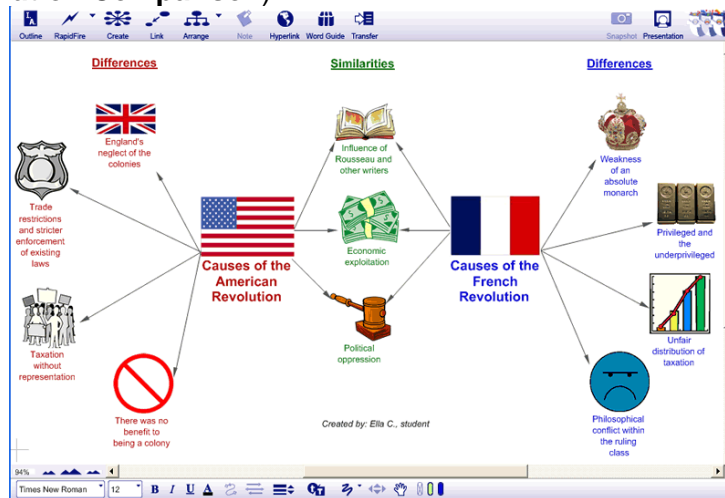 Outline RapidFire Create Link Arrange Note Hyperlink Word Guide Transfer Snapshot Presentation
Differences
Similarities
Differences
England's
neglect of the
colonies
Trade
restrictions
and stricter
enforcement
of existing
laws
Taxation
without
representation
There was no
benefit to
being a colony
Causes of the
American
Revolution
Influence of
Rousseau and
other writers
Economic
exploitation
Political
oppression
Causes of the
French
Revolution
Weakness
of an
absolute
monarch
Privileged and
the
underprivileged
Unfair
distribution of
taxation
Philosophical
conflict within
the ruling
class
Created by: Ella C., student
94%
Times New Roman 12 B I U A